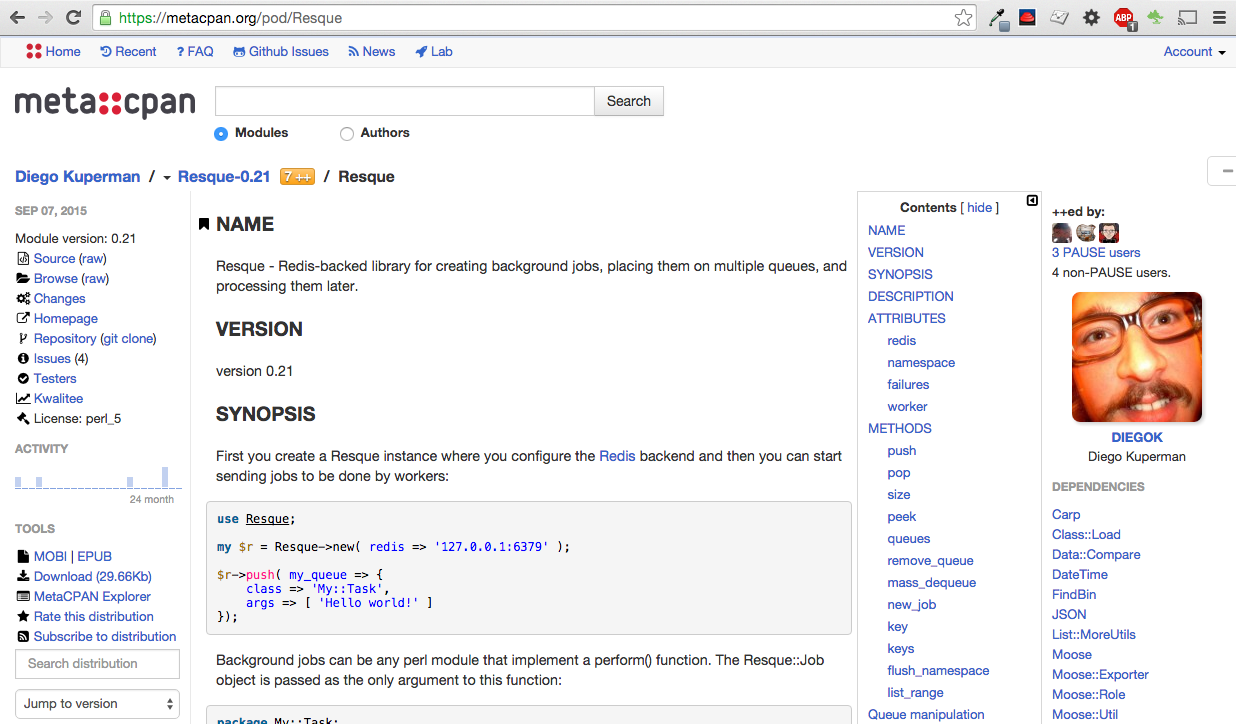 https://metacpan.org/pod/Resque
ABP
1
Home Recent ? FAQ Github Issues News Lab Account
meta::cpan
Search
Modules Authors
Diego Kuperman / Resque-0.21 7 ++ / Resque
SEP 07, 2015
Module version: 0.21
Source (raw)
Browse (raw)
Changes
Homepage
Repository (git clone)
Issues (4)
Testers
Kwalitee
License: perl_5
ACTIVITY
24 month
TOOLS
MOBI | EPUB
Download (29.66Kb)
MetaCPAN Explorer
Rate this distribution
Subscribe to distribution
Search distribution
Jump to version
NAME
Resque - Redis-backed library for creating background jobs, placing them on multiple queues, and
processing them later.
VERSION
version 0.21
SYNOPSIS
First you create a Resque instance where you configure the Redis backend and then you can start
sending jobs to be done by workers:
use Resque;
my $r = Resque->new( redis => '127.0.0.1:6379' );
$r->push( my_queue => {
class => 'My::Task',
args => [ 'Hello world!' ]
});
Background jobs can be any perl module that implement a perform() function. The Resque::Job
object is passed as the only argument to this function:
package My::Task;
Contents [ hide ]
NAME
VERSION
SYNOPSIS
DESCRIPTION
ATTRIBUTES
redis
namespace
failures
worker
METHODS
push
pop
size
peek
queues
remove_queue
mass_dequeue
new_job
key
keys
flush_namespace
list_range
Queue manipulation
++ed by:
3 PAUSE users
4 non-PAUSE users.
DIEGOK
Diego Kuperman
DEPENDENCIES
Carp
Class::Load
Data::Compare
DateTime
FindBin
JSON
List::MoreUtils
Moose
Moose::Exporter
Moose::Role
Moose::Util